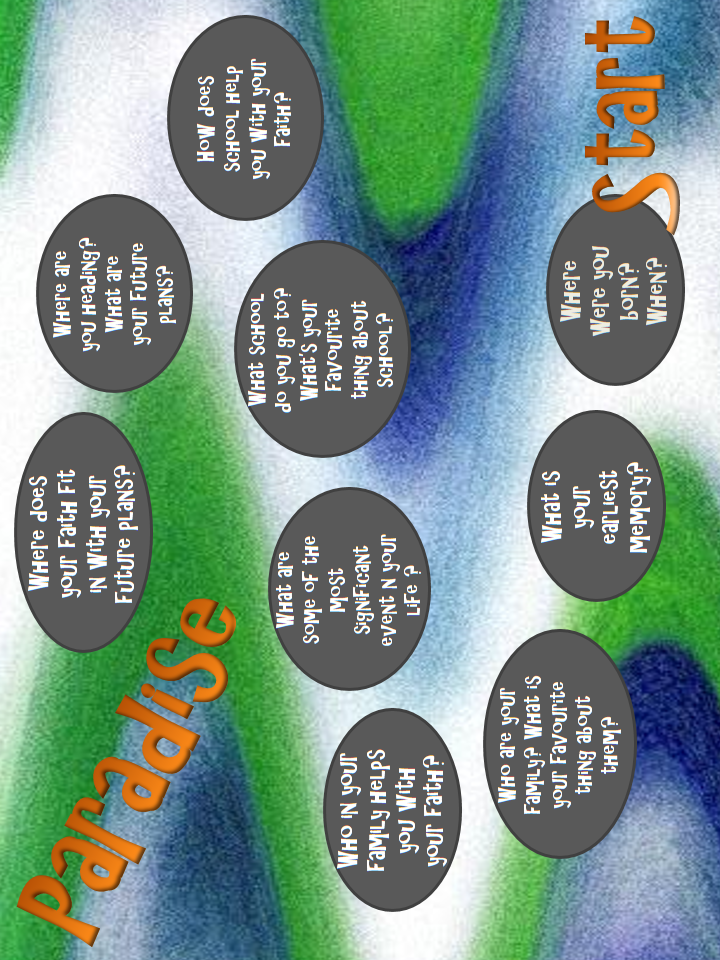 Start
Where
were you
born?
When?
What is
your
earliest
memory?
Who are your
family? What is
your favourite
thing about
them?
Who in your
family helps
you with
your faith?
What are
some of the
most
significant
event n your
life ?
What school
do you go to?
What's your
favourite
thing about
school?
How does
school help
you with your
faith?
Where are
you heading?
What are
your future
plans?
Where does
your faith fit
in with your
future plans?
Paradise